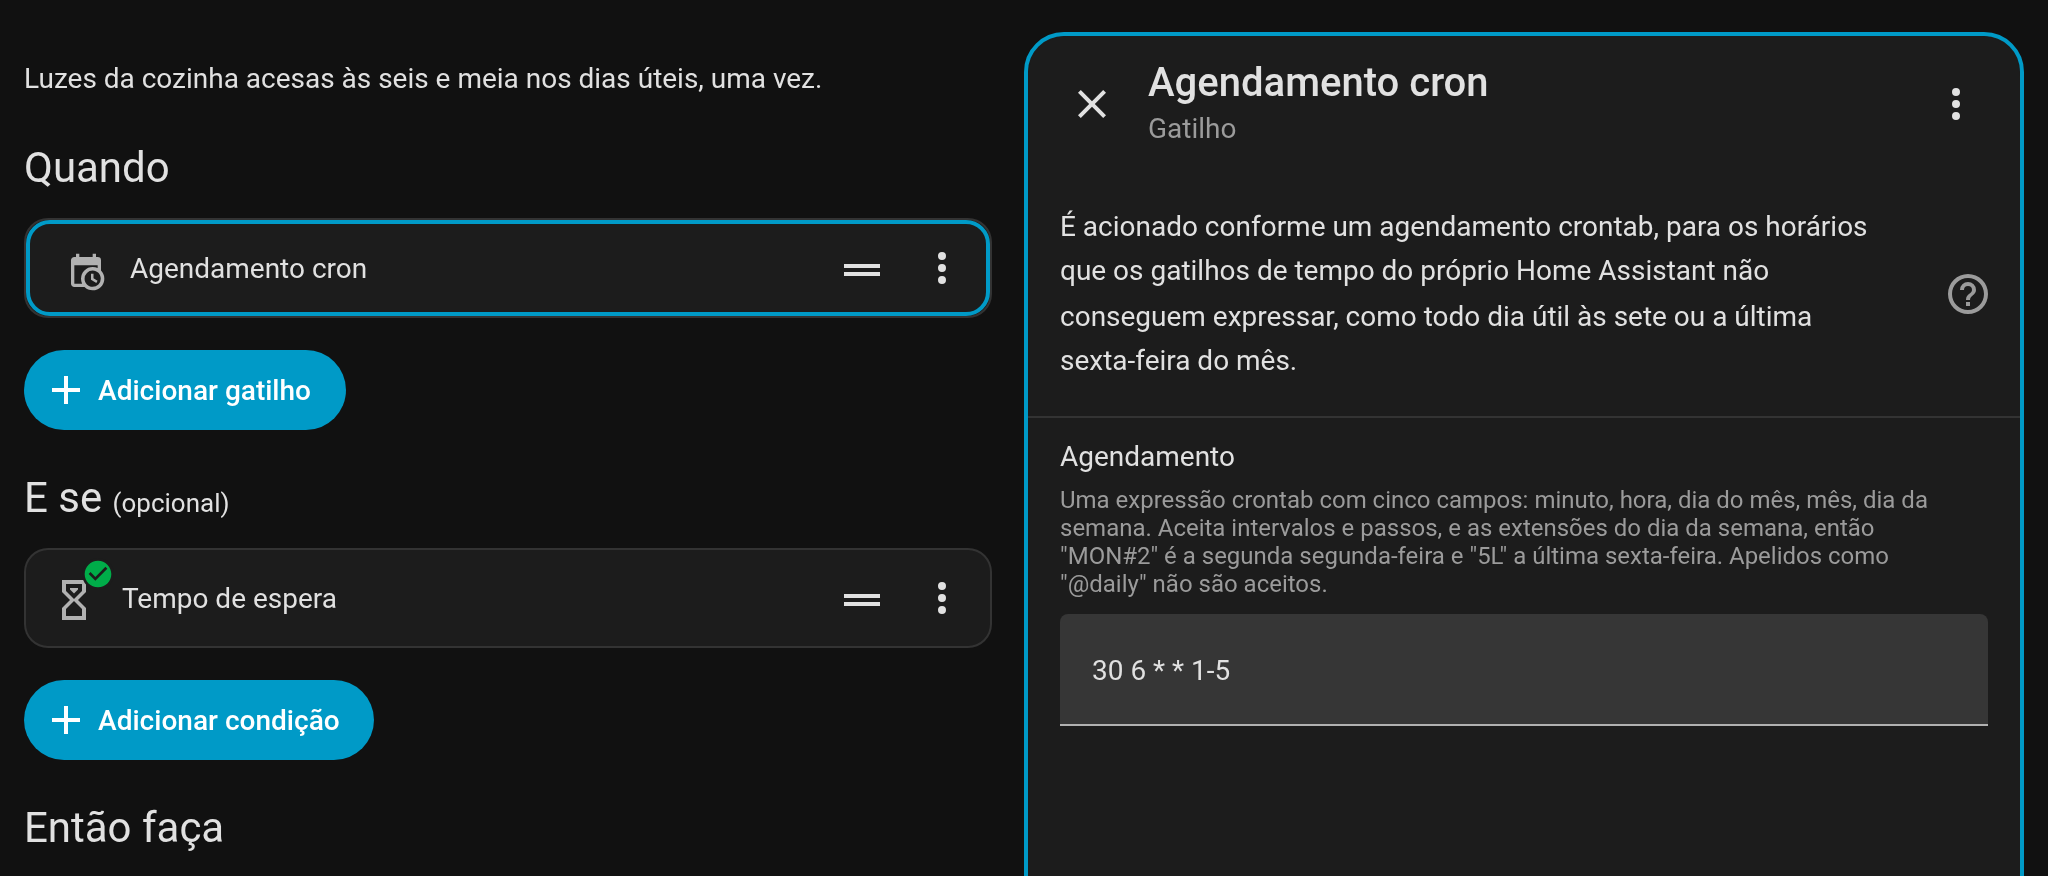 Luzes da cozinha acesas às seis e meia nos dias úteis, uma vez.
Quando
Agendamento cron
Adicionar gatilho
E se (opcional)
Tempo de espera
Adicionar condição
Então faça
Agendamento cron
Gatilho
É acionado conforme um agendamento crontab, para os horários
que os gatilhos de tempo do próprio Home Assistant não
conseguem expressar, como todo dia útil às sete ou a última
sexta-feira do mês.
Agendamento
Uma expressão crontab com cinco campos: minuto, hora, dia do mês, mês, dia da
semana. Aceita intervalos e passos, e as extensões do dia da semana, então
"MON#2" é a segunda segunda-feira e "5L" a última sexta-feira. Apelidos como
"@daily" não são aceitos.
30 6 * * 1-5